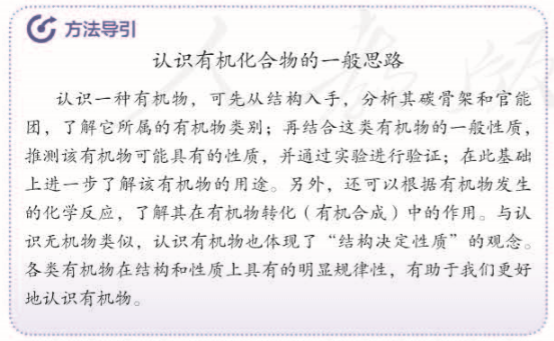 方法导引
认识有机化合物的一般思路
认识一种有机物，可先从结构入手，分析其碳骨架和官能
团，了解它所属的有机物类别；再结合这类有机物的一般性质，
推测该有机物可能具有的性质，并通过实验进行验证；在此基础
上进一步了解该有机物的用途。另外，还可以根据有机物发生
的化学反应，了解其在有机物转化（有机合成）中的作用。与认
识无机物类似，认识有机物也体现了“结构决定性质”的观念。
各类有机物在结构和性质上具有的明显规律性，有助于我们更好
地认识有机物。